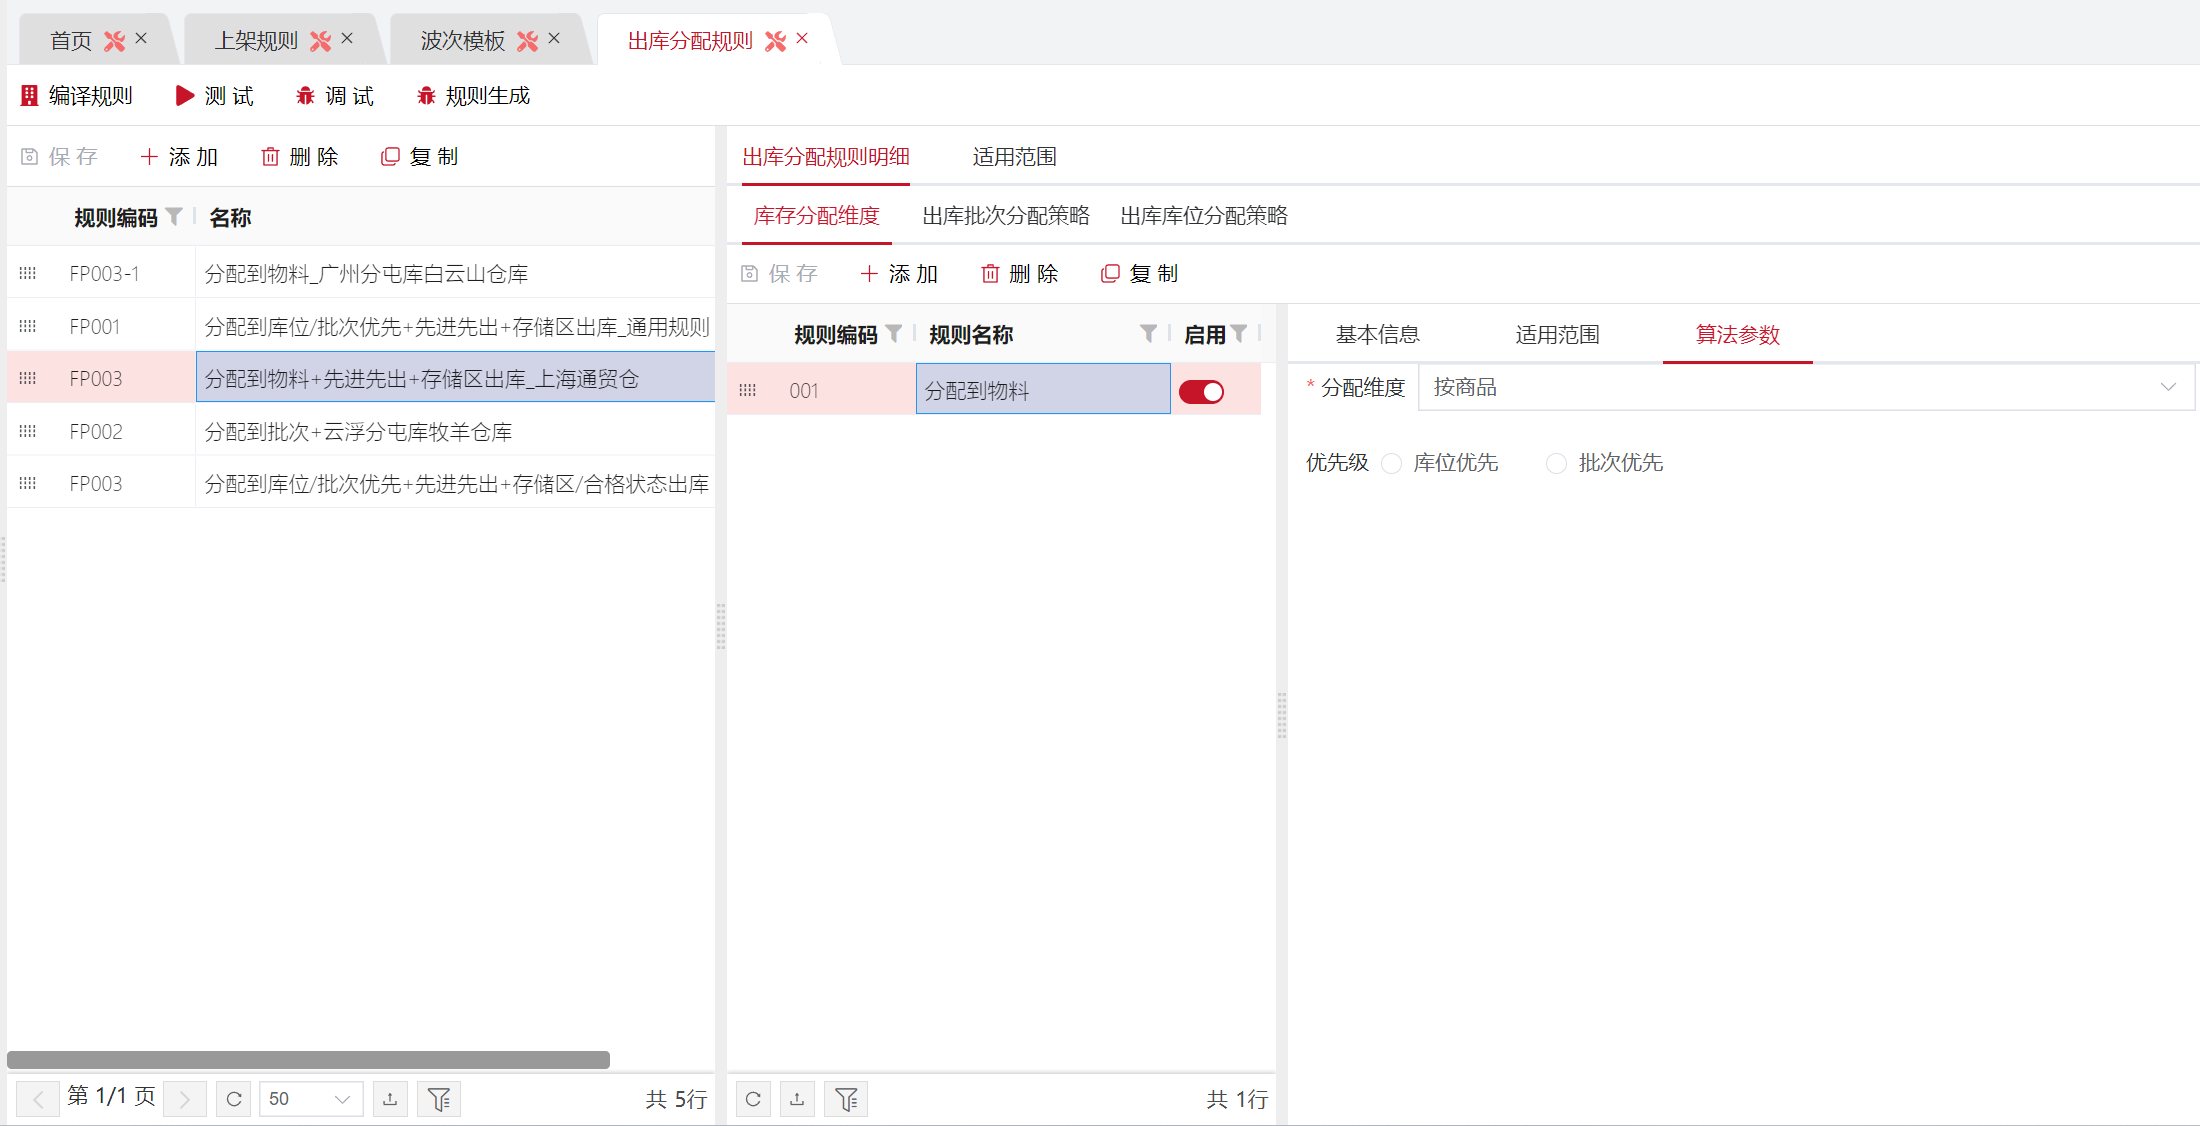 首页 上架规则 波次模板 出库分配规则
编译规则 测 试 调 试 规则生成
保 存 添 加 删 除 复 制
规则编码 名称
FP003-1 分配到物料_广州分屯库白云山仓库
FP001 分配到库位/批次优先+先进先出+存储区出库_通用规则
FP003 分配到物料+先进先出+存储区出库_上海通贸仓
FP002 分配到批次+云浮分屯库牧羊仓库
FP003 分配到库位/批次优先+先进先出+存储区/合格状态出库
第 1/1 页 50 共 5行
出库分配规则明细 适用范围
库存分配维度 出库批次分配策略 出库库位分配策略
保 存 添 加 删 除 复 制
规则编码 规则名称 启用
001 分配到物料
共 1行
基本信息 适用范围 算法参数
* 分配维度 按商品
优先级 库位优先 批次优先